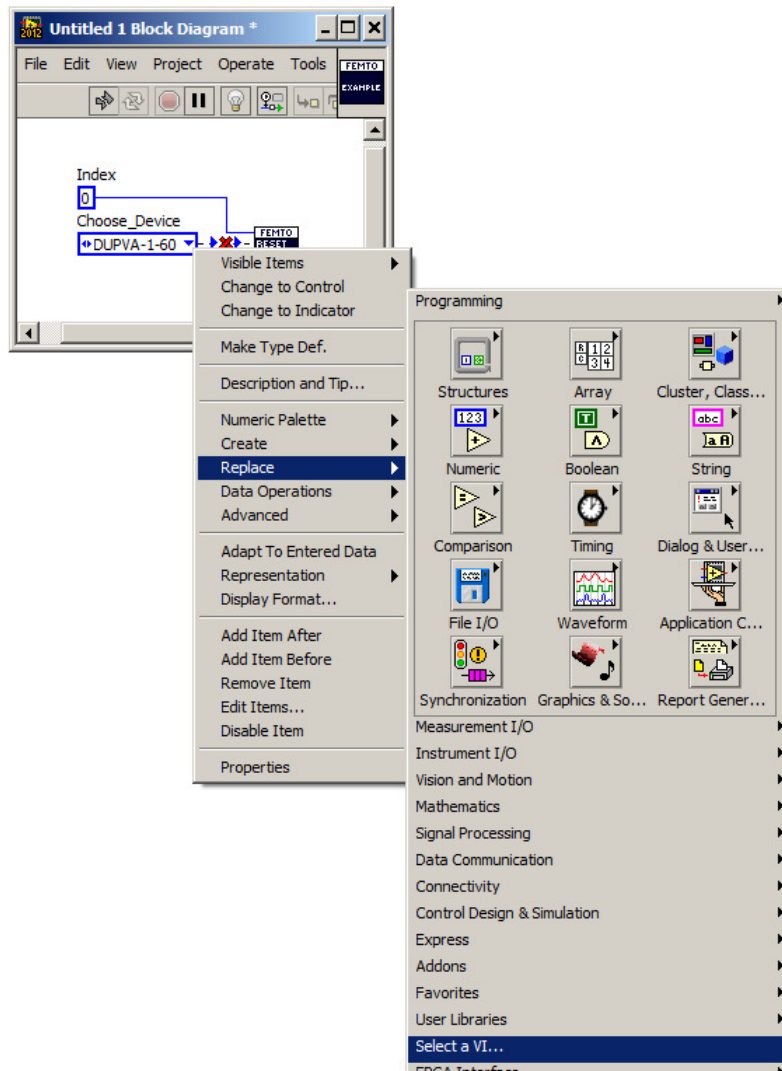 2012
Untitled 1 Block Diagram *
File Edit View Project Operate Tools
FEMTO
EXAMPLE
Index
0
Choose_Device
DUPVA-1-60
FEMTO
RESET
Visible Items
Change to Control
Change to Indicator
Make Type Def.
Description and Tip...
Numeric Palette
Create
Replace
Data Operations
Advanced
Adapt To Entered Data
Representation
Display Format...
Add Item After
Add Item Before
Remove Item
Edit Items...
Disable Item
Properties
Programming
Structures Array Cluster, Class...
123 abc
Numeric Boolean String
Comparison Timing Dialog & User...
File I/O Waveform Application C...
Synchronization Graphics & So... Report Gener...
Measurement I/O
Instrument I/O
Vision and Motion
Mathematics
Signal Processing
Data Communication
Connectivity
Control Design & Simulation
Express
Addons
Favorites
User Libraries
Select a VI...